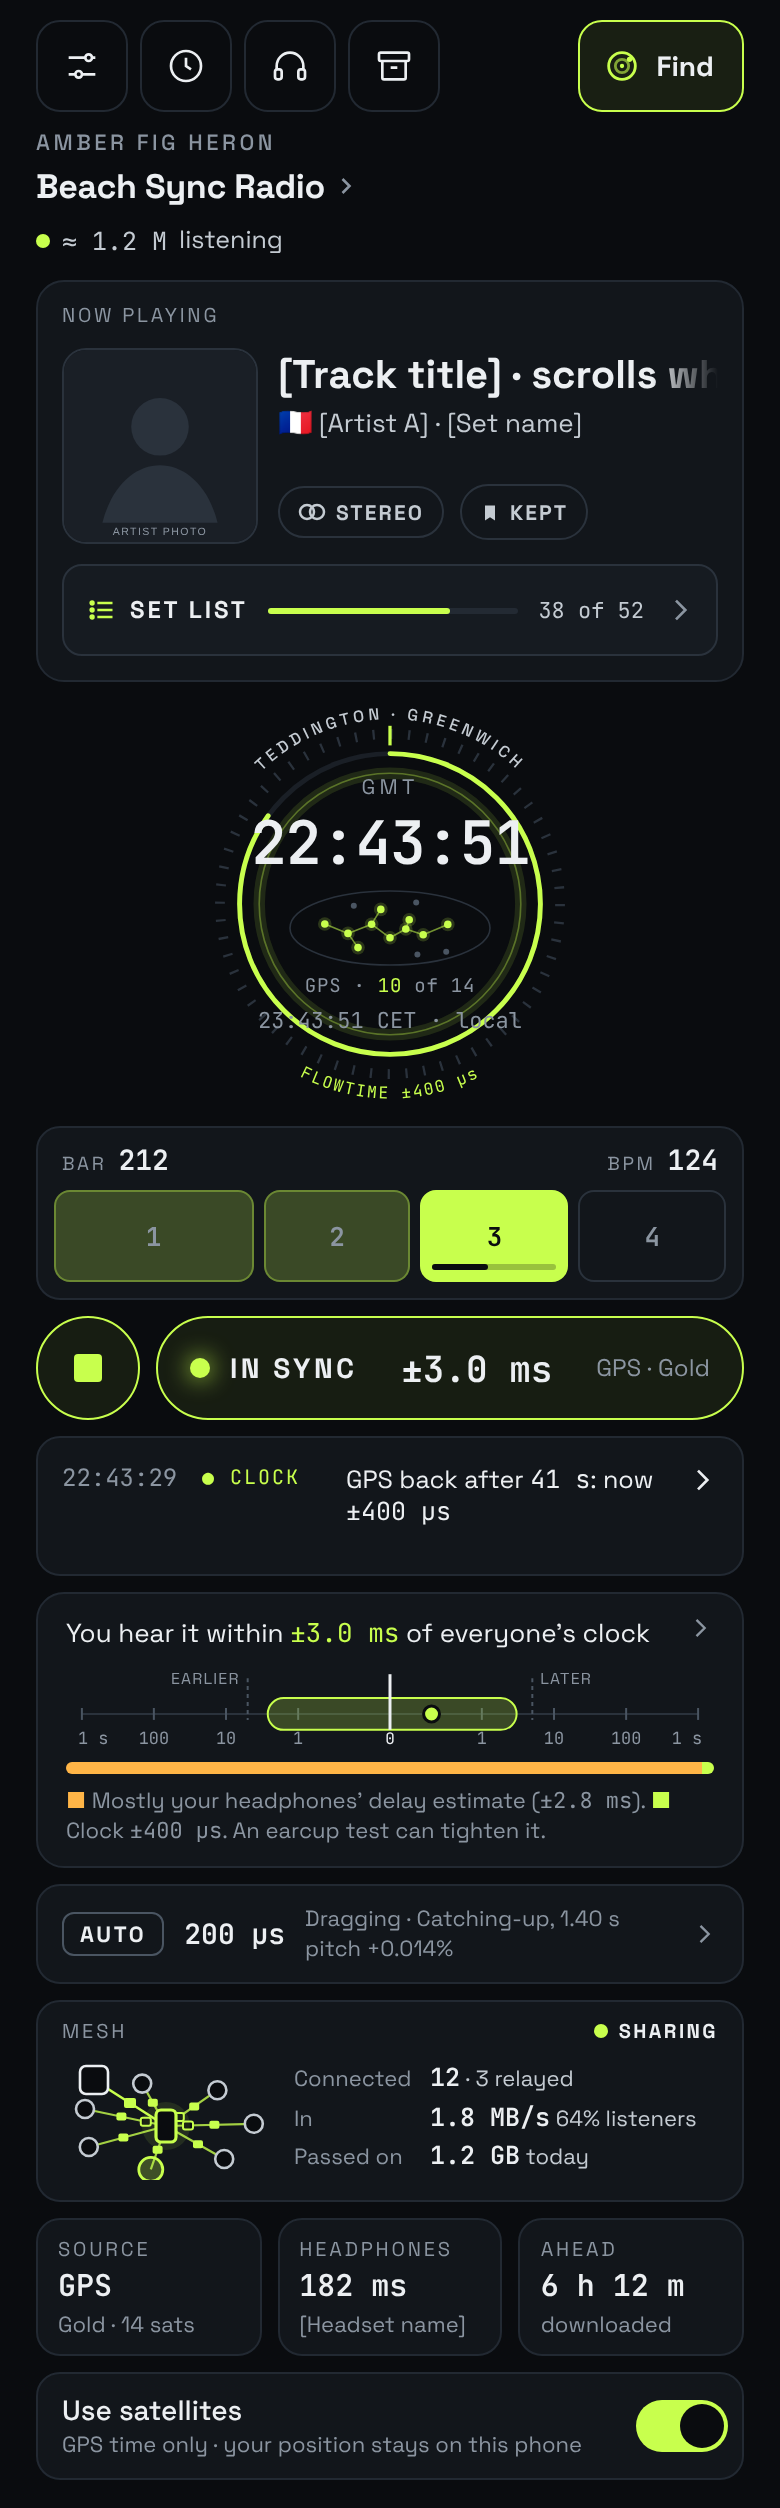 Find
AMBER FIG HERON
Beach Sync Radio
≈ 1.2 M listening
NOW PLAYING
[Track title] · scrolls wh
[Artist A] · [Set name]
STEREO
KEPT
ARTIST PHOTO
SET LIST
38 of 52
TEDDINGTON · GREENWICH
GMT
22:43:51
GPS · 10 of 14
23:43:51 CET · local
FLOWTIME ±400 µs
BAR 212
BPM 124
1
2
3
4
IN SYNC
±3.0 ms
GPS · Gold
22:43:29
CLOCK
GPS back after 41 s: now
±400 µs
You hear it within ±3.0 ms of everyone's clock
EARLIER
LATER
1 s 100 10 1 0 1 10 100 1 s
Mostly your headphones' delay estimate (±2.8 ms).
Clock ±400 µs. An earcup test can tighten it.
AUTO
200 µs
Dragging · Catching-up, 1.40 s
pitch +0.014%
MESH
SHARING
Connected 12 · 3 relayed
In 1.8 MB/s 64% listeners
Passed on 1.2 GB today
SOURCE
GPS
Gold · 14 sats
HEADPHONES
182 ms
[Headset name]
AHEAD
6 h 12 m
downloaded
Use satellites
GPS time only · your position stays on this phone